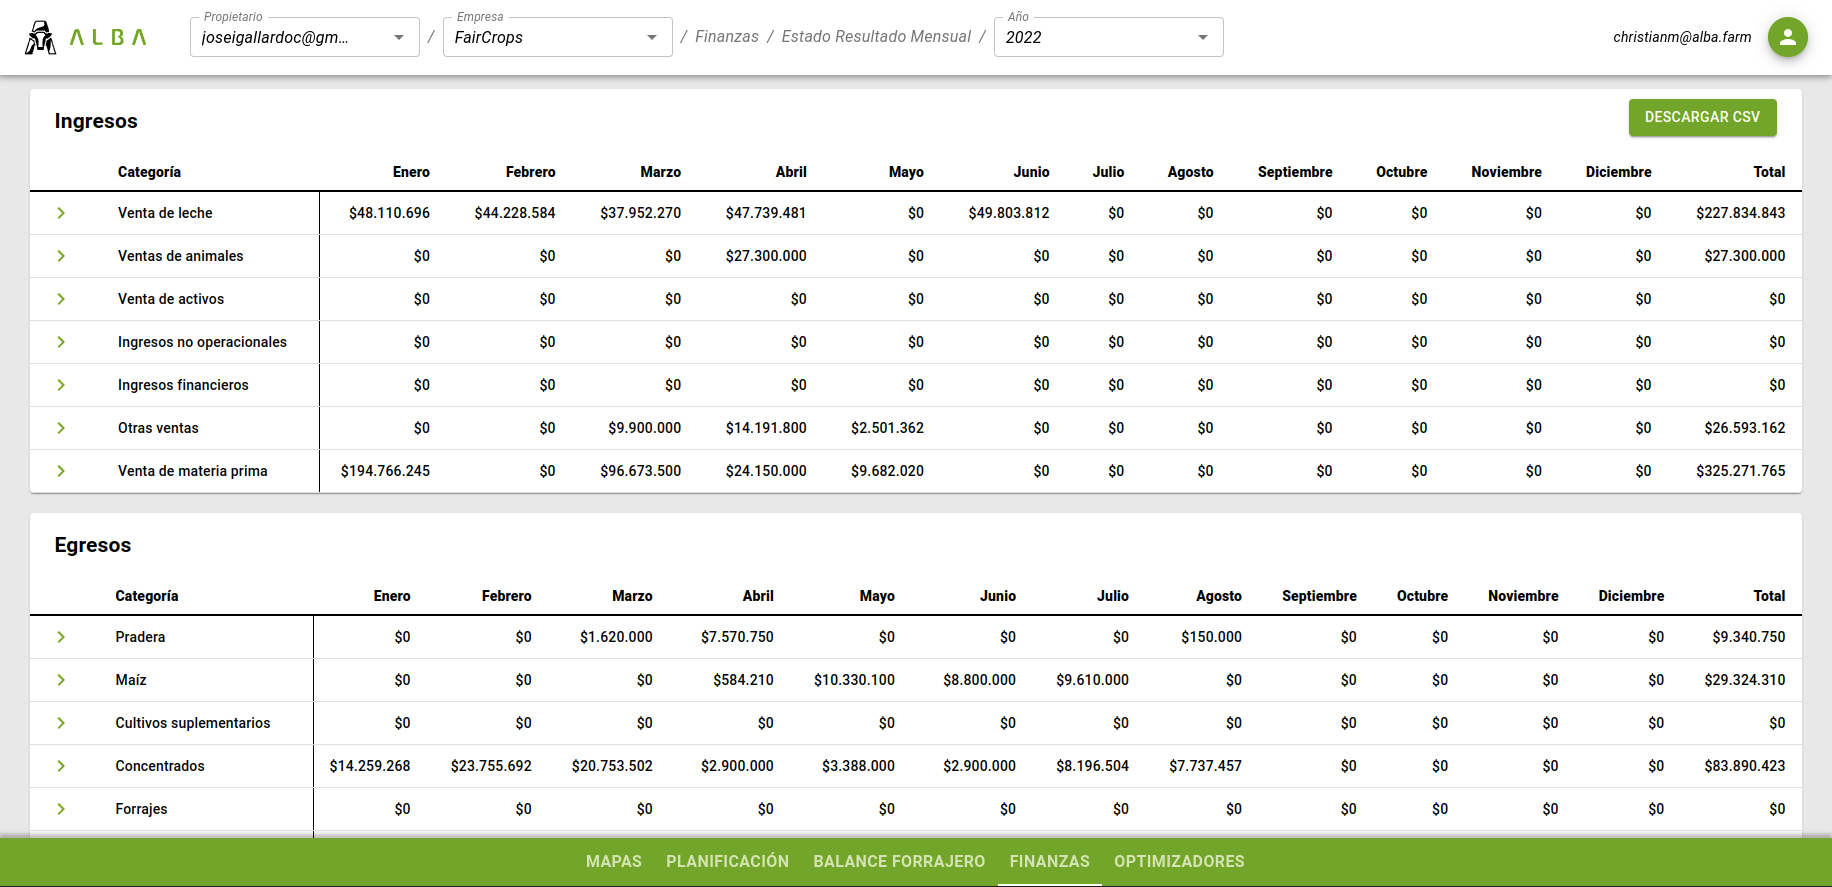 ALBA Propietario joseigallardoc@gm... / Empresa FairCrops / Finanzas / Estado Resultado Mensual / Año 2022 christianm@alba.farm
Ingresos DESCARGAR CSV
Categoría Enero Febrero Marzo Abril Mayo Junio Julio Agosto Septiembre Octubre Noviembre Diciembre Total
Venta de leche $48.110.696 $44.228.584 $37.952.270 $47.739.481 $0 $49.803.812 $0 $0 $0 $0 $0 $0 $227.834.843
Ventas de animales $0 $0 $0 $27.300.000 $0 $0 $0 $0 $0 $0 $0 $0 $27.300.000
Venta de activos $0 $0 $0 $0 $0 $0 $0 $0 $0 $0 $0 $0 $0
Ingresos no operacionales $0 $0 $0 $0 $0 $0 $0 $0 $0 $0 $0 $0 $0
Ingresos financieros $0 $0 $0 $0 $0 $0 $0 $0 $0 $0 $0 $0 $0
Otras ventas $0 $0 $9.900.000 $14.191.800 $2.501.362 $0 $0 $0 $0 $0 $0 $0 $26.593.162
Venta de materia prima $194.766.245 $0 $96.673.500 $24.150.000 $9.682.020 $0 $0 $0 $0 $0 $0 $0 $325.271.765
Egresos
Categoría Enero Febrero Marzo Abril Mayo Junio Julio Agosto Septiembre Octubre Noviembre Diciembre Total
Pradera $0 $0 $1.620.000 $7.570.750 $0 $0 $0 $150.000 $0 $0 $0 $0 $9.340.750
Maíz $0 $0 $0 $584.210 $10.330.100 $8.800.000 $9.610.000 $0 $0 $0 $0 $0 $29.324.310
Cultivos suplementarios $0 $0 $0 $0 $0 $0 $0 $0 $0 $0 $0 $0 $0
Concentrados $14.259.268 $23.755.692 $20.753.502 $2.900.000 $3.388.000 $2.900.000 $8.196.504 $7.737.457 $0 $0 $0 $0 $83.890.423
Forrajes $0 $0 $0 $0 $0 $0 $0 $0 $0 $0 $0 $0 $0
MAPAS PLANIFICACIÓN BALANCE FORRAJERO FINANZAS OPTIMIZADORES